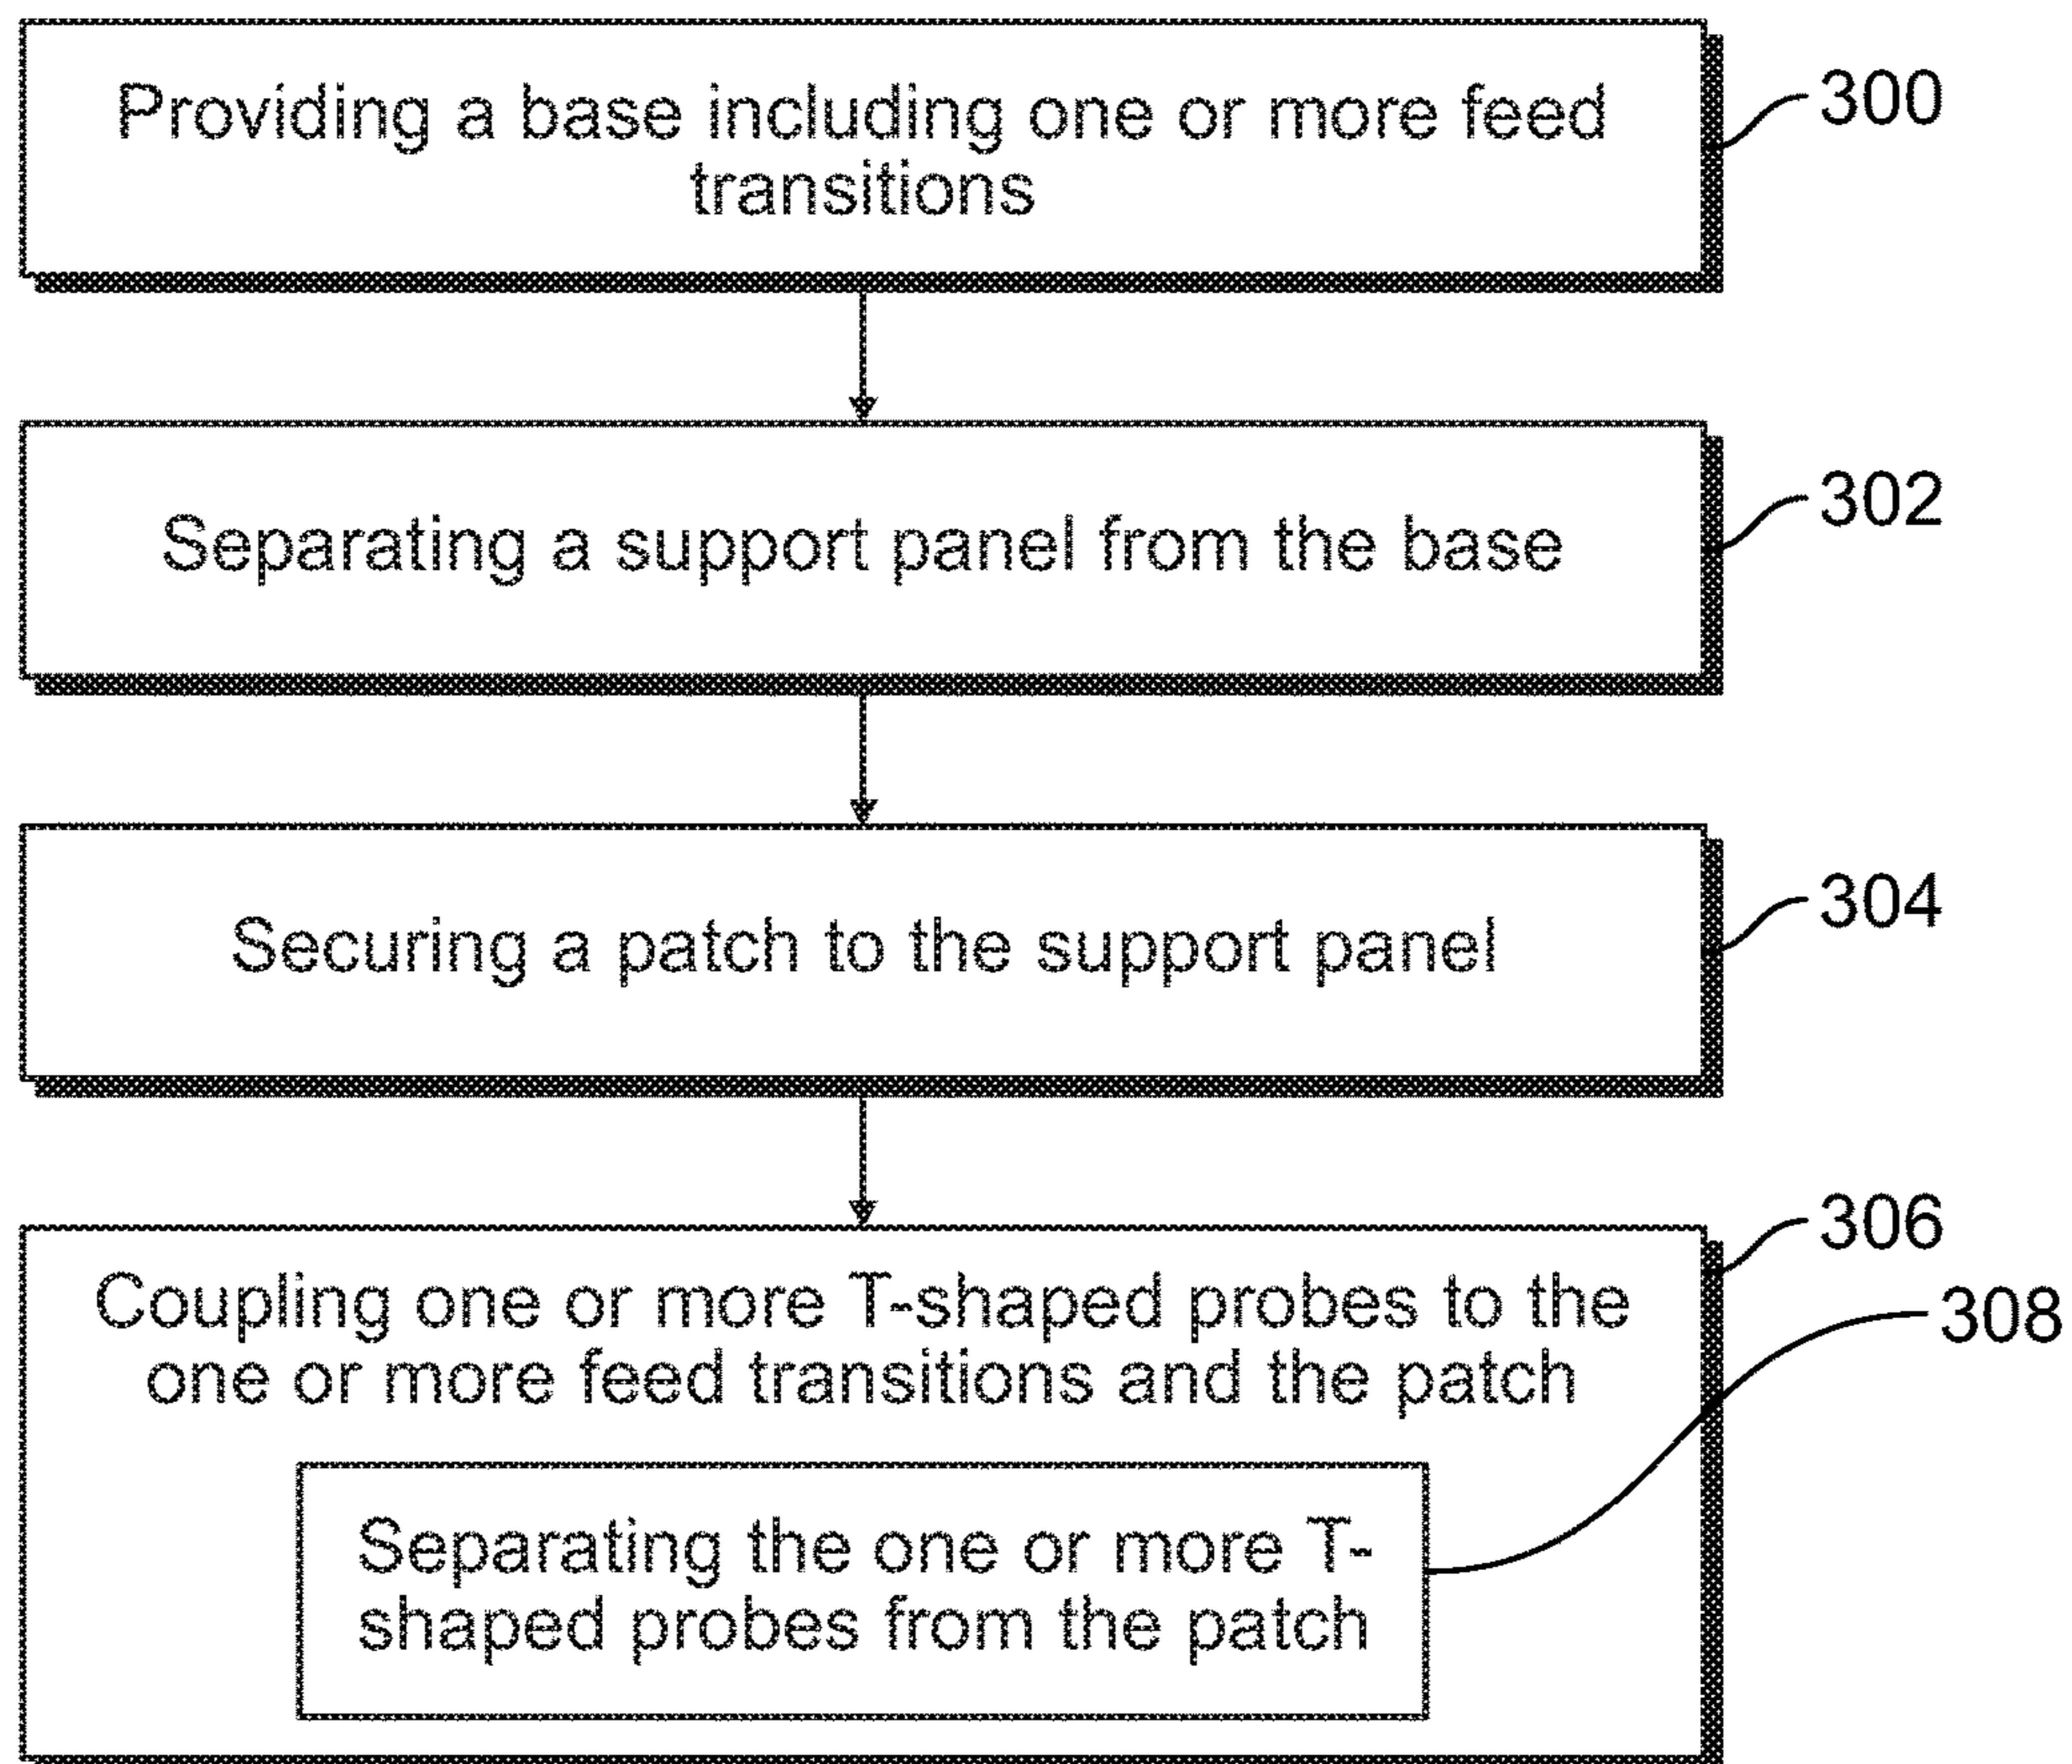 Providing a base including one or more feed
transitions
300
Separating a support panel from the base
302
Securing a patch to the support panel
304
Coupling one or more T-shaped probes to the
one or more feed transitions and the patch
306
Separating the one or more T-
shaped probes from the patch
308